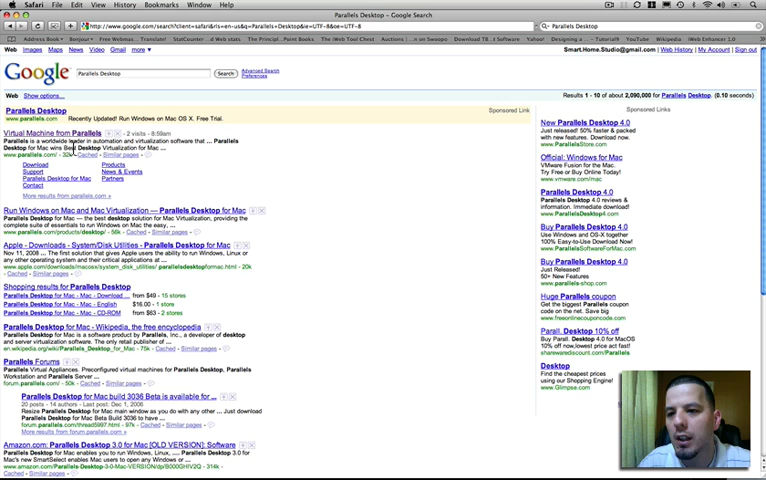 Safari File Edit View History Bookmarks Window Help
Parallels Desktop - Google Search
http://www.google.com/search?client=safari&rls=en-us&q=Parallels+Desktop&ie=UTF-8&oe=UTF-8
Parallels Desktop
Address Book Bonjour Free Webmas... Translate! StatCounter ...d Web stats. The Principal...Point Books The iWeb Tool Chest Auctions ... on Swoopo Download TB...t Software Yahoo! Designing a ... - Tutorial9 YouTube Wikipedia eBay
Web Images Maps News Video Gmail more
Smart.Home.Studio@gmail.com | Web History | My Account | Sign out
Google
Parallels Desktop
Search
Advanced Search
Preferences
Web Show options...
Results 1 - 10 of about 2,090,000 for Parallels Desktop. (0.10 seconds)
Parallels Desktop
www.parallels.com Recently Updated! Run Windows on Mac OS X. Free Trial.
Sponsored Link
Virtual Machine from Parallels - 2 visits - 8:59am
Parallels is a worldwide leader in automation and virtualization software that ... Parallels
Desktop for Mac wins Best Desktop Virtualization for Mac ...
www.parallels.com/ - 32k - Cached - Similar pages -
Download Products
Support News & Events
Parallels Desktop for Mac Partners
Contact
More results from parallels.com »
Run Windows on Mac and Mac Virtualization — Parallels Desktop for Mac
Parallels Desktop for Mac — the best desktop solution for Mac virtualization, providing the
complete suite of essentials to run Windows on Mac the easy, ...
www.parallels.com/products/desktop/ - 56k - Cached - Similar pages -
Apple - Downloads - System/Disk Utilities - Parallels Desktop for Mac
Nov 11, 2008 ... The first solution that gives Apple users the ability to run Windows, Linux or
any other operating system and their critical applications at ...
www.apple.com/downloads/macosx/system_disk_utilities/ parallelsdesktopformac.html - 20k
- Cached - Similar pages -
Shopping results for Parallels Desktop
Parallels Desktop for Mac - Mac - Download ... from $49 - 15 stores
Parallels Desktop for Mac - Mac - English $16.00 - 1 store
Parallels Desktop for Mac - Mac - CD-ROM from $63 - 2 stores
Parallels Desktop for Mac - Wikipedia, the free encyclopedia
Parallels Desktop for Mac is a software product by Parallels, Inc., a developer of desktop
and server virtualization software. The only retail publisher of ...
en.wikipedia.org/wiki/Parallels_Desktop_for_Mac - 75k - Cached - Similar pages -
Parallels Forums
Parallels Virtual Appliances. Preconfigured virtual machines for Parallels Desktop, Parallels
Workstation and Parallels Server ...
forum.parallels.com/ - 50k - Cached - Similar pages -
Parallels Desktop for Mac build 3036 Beta is available for ...
20 posts - 14 authors - Last post: Dec 1, 2006
Resize Parallels Desktop for Mac main window as you do with any other ... Just download
Parallels Desktop for Mac Beta Build 3036 to have ...
forum.parallels.com/thread5997.html - 97k - Cached - Similar pages -
More results from forum.parallels.com »
Amazon.com: Parallels Desktop 3.0 for Mac [OLD VERSION]: Software
Parallels Desktop for Mac enables you to run Windows, Linux, ... Parallels Desktop 3.0 for
Mac's new SmartSelect enables Mac users to open any Windows or ...
www.amazon.com/Parallels-Desktop-3-0-Mac-VERSION/dp/B000GHIV2Q - 314k -
Cached - Similar pages -
Sponsored Links
New Parallels Desktop 4.0
Just released! 50% faster & packed
with over 50 new features.
www.ParallelsStore.com
Official: Windows for Mac
VMware Fusion for the Mac.
Try Free or Buy Online Today!
www.vmware.com/mac
Parallels Desktop 4.0
Parallels Desktop 4.0 reviews &
information. Immediate download!
www.ParallelsDesktop4.com
Buy Parallels Desktop 4.0
Use Windows and OS-X together
100% Easy-to-Use Download Now!
www.ParallelsSoftwareForMac.com
Buy Parallels Desktop 4.0
Just Released!
50+ New Features
www.parallels-shop.com
Huge Parallels coupon
Get the biggest Parallels coupon
code on the net. Save big.
www.freeonlinecouponcode.com
Parall. Desktop 10% off
Buy Parall. Desktop 4.0 for MacOS
10% off now,lowest price act fast!
sharewarediscount.com/Parallels
Desktop
Find the cheapest prices
using our Shopping Engine.
www.Glimpse.com